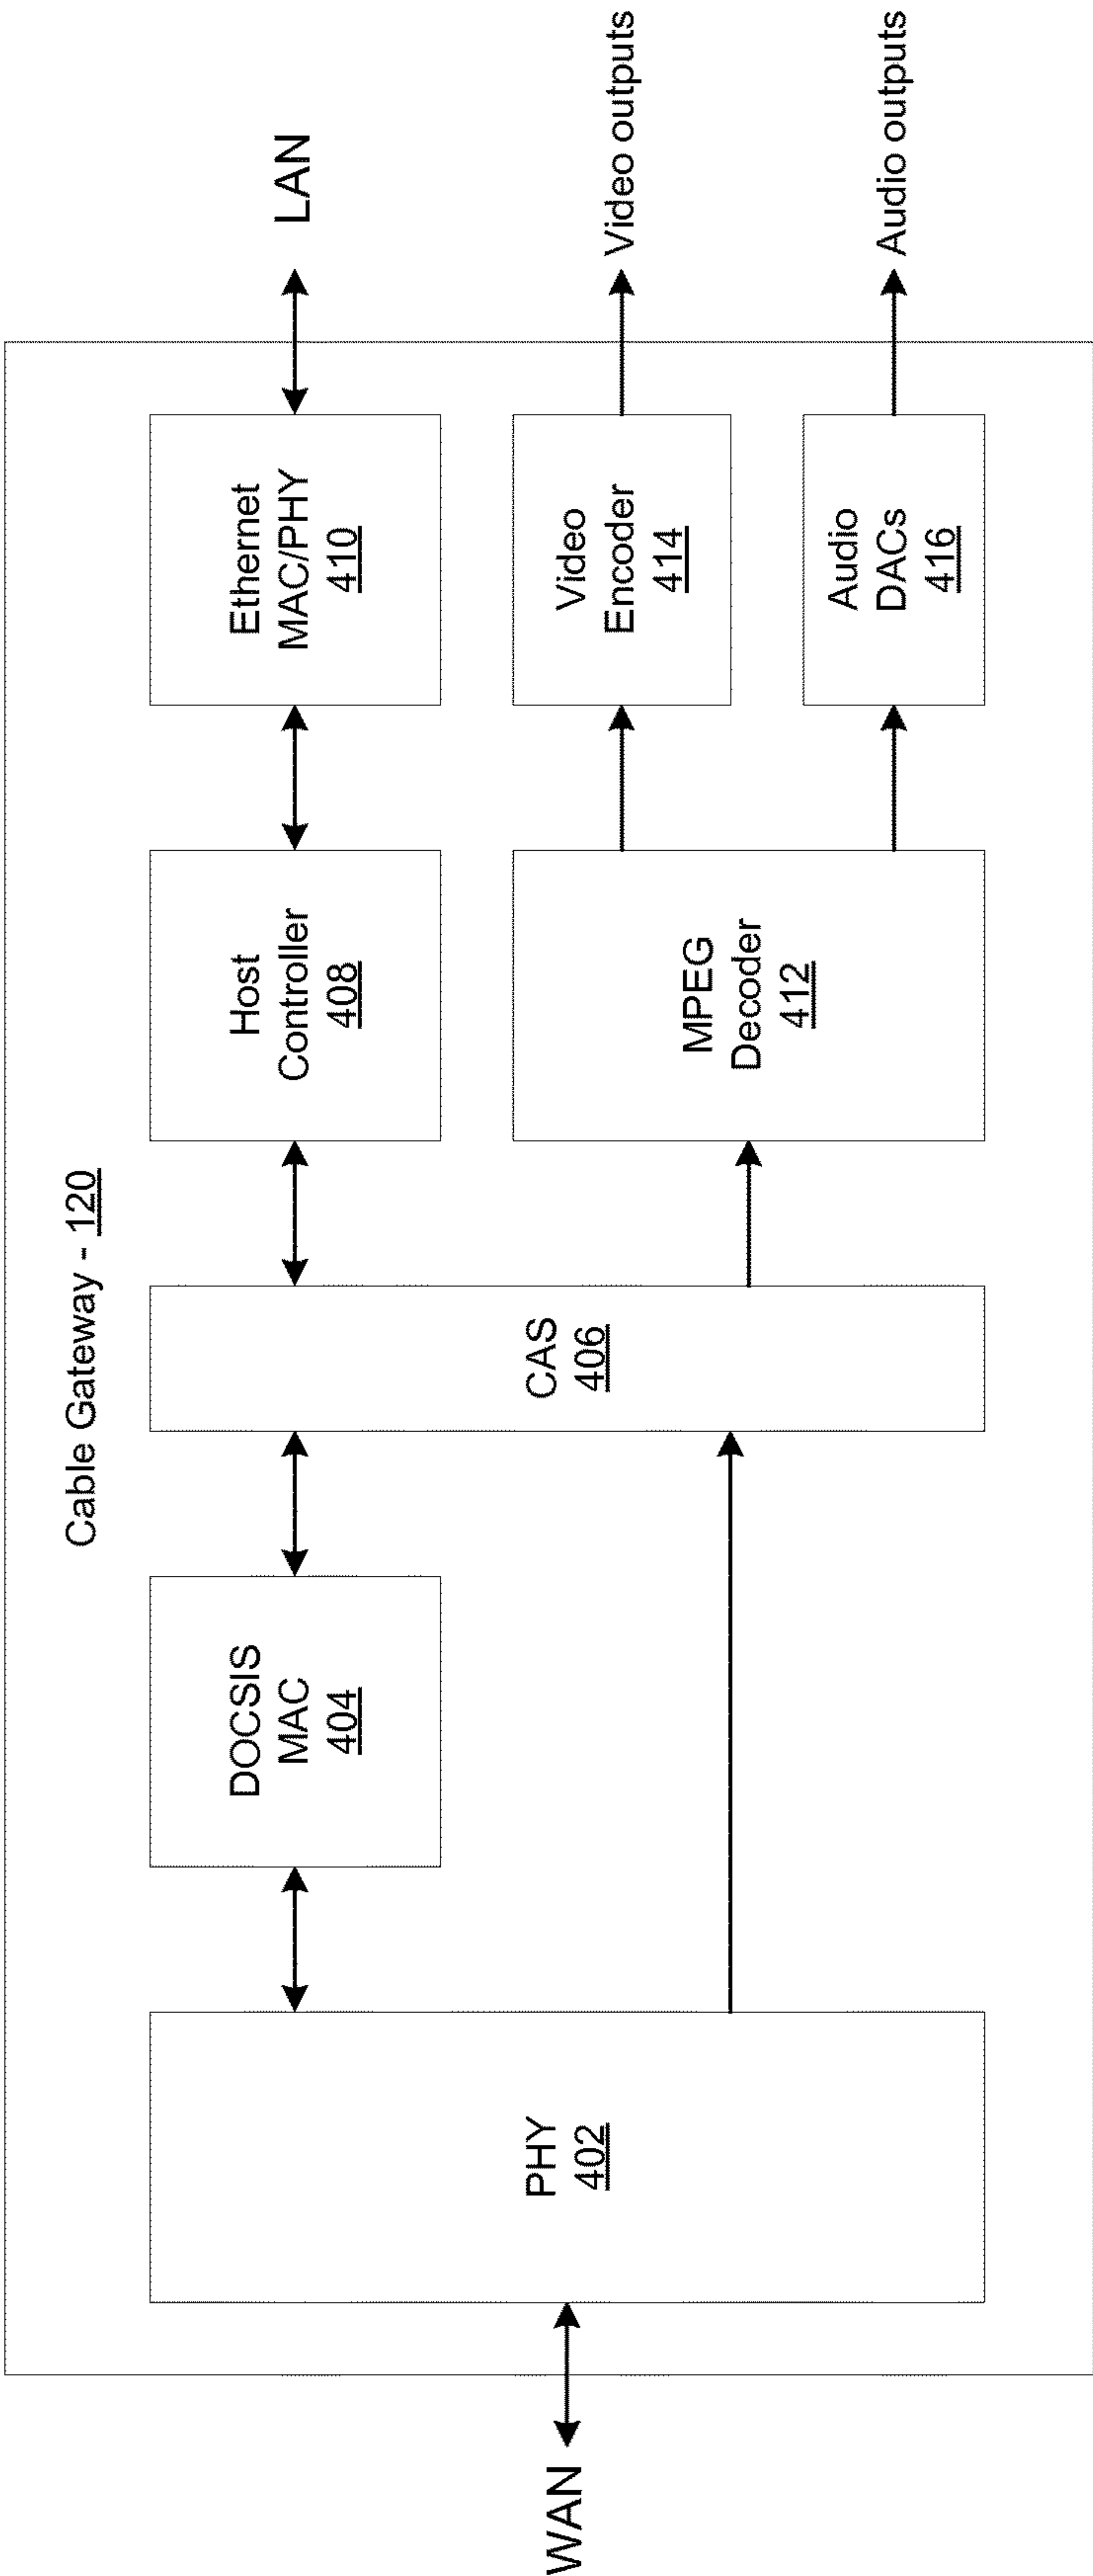 Cable Gateway - 120
WAN
PHY
402
DOCSIS
MAC
404
CAS
406
Host
Controller
408
Ethernet
MAC/PHY
410
LAN
MPEG
Decoder
412
Video
Encoder
414
Video outputs
Audio
DACs
416
Audio outputs